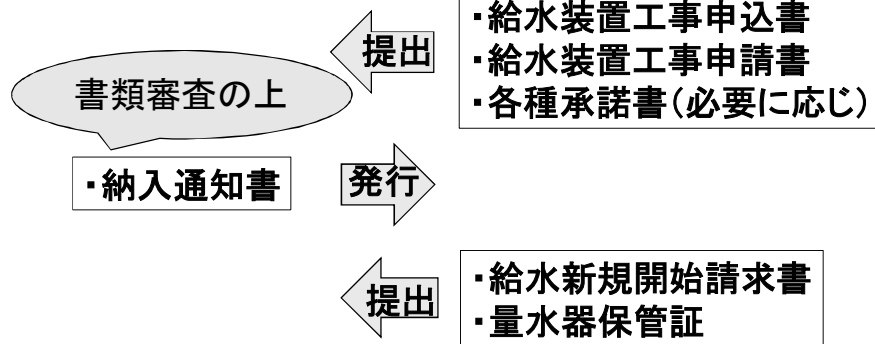 ・給水装置工事申込書
提出
・給水装置工事申請書
・各種承諾書(必要に応じ)
書類審査の上
・納入通知書
発行
提出
・給水新規開始請求書
・量水器保管証